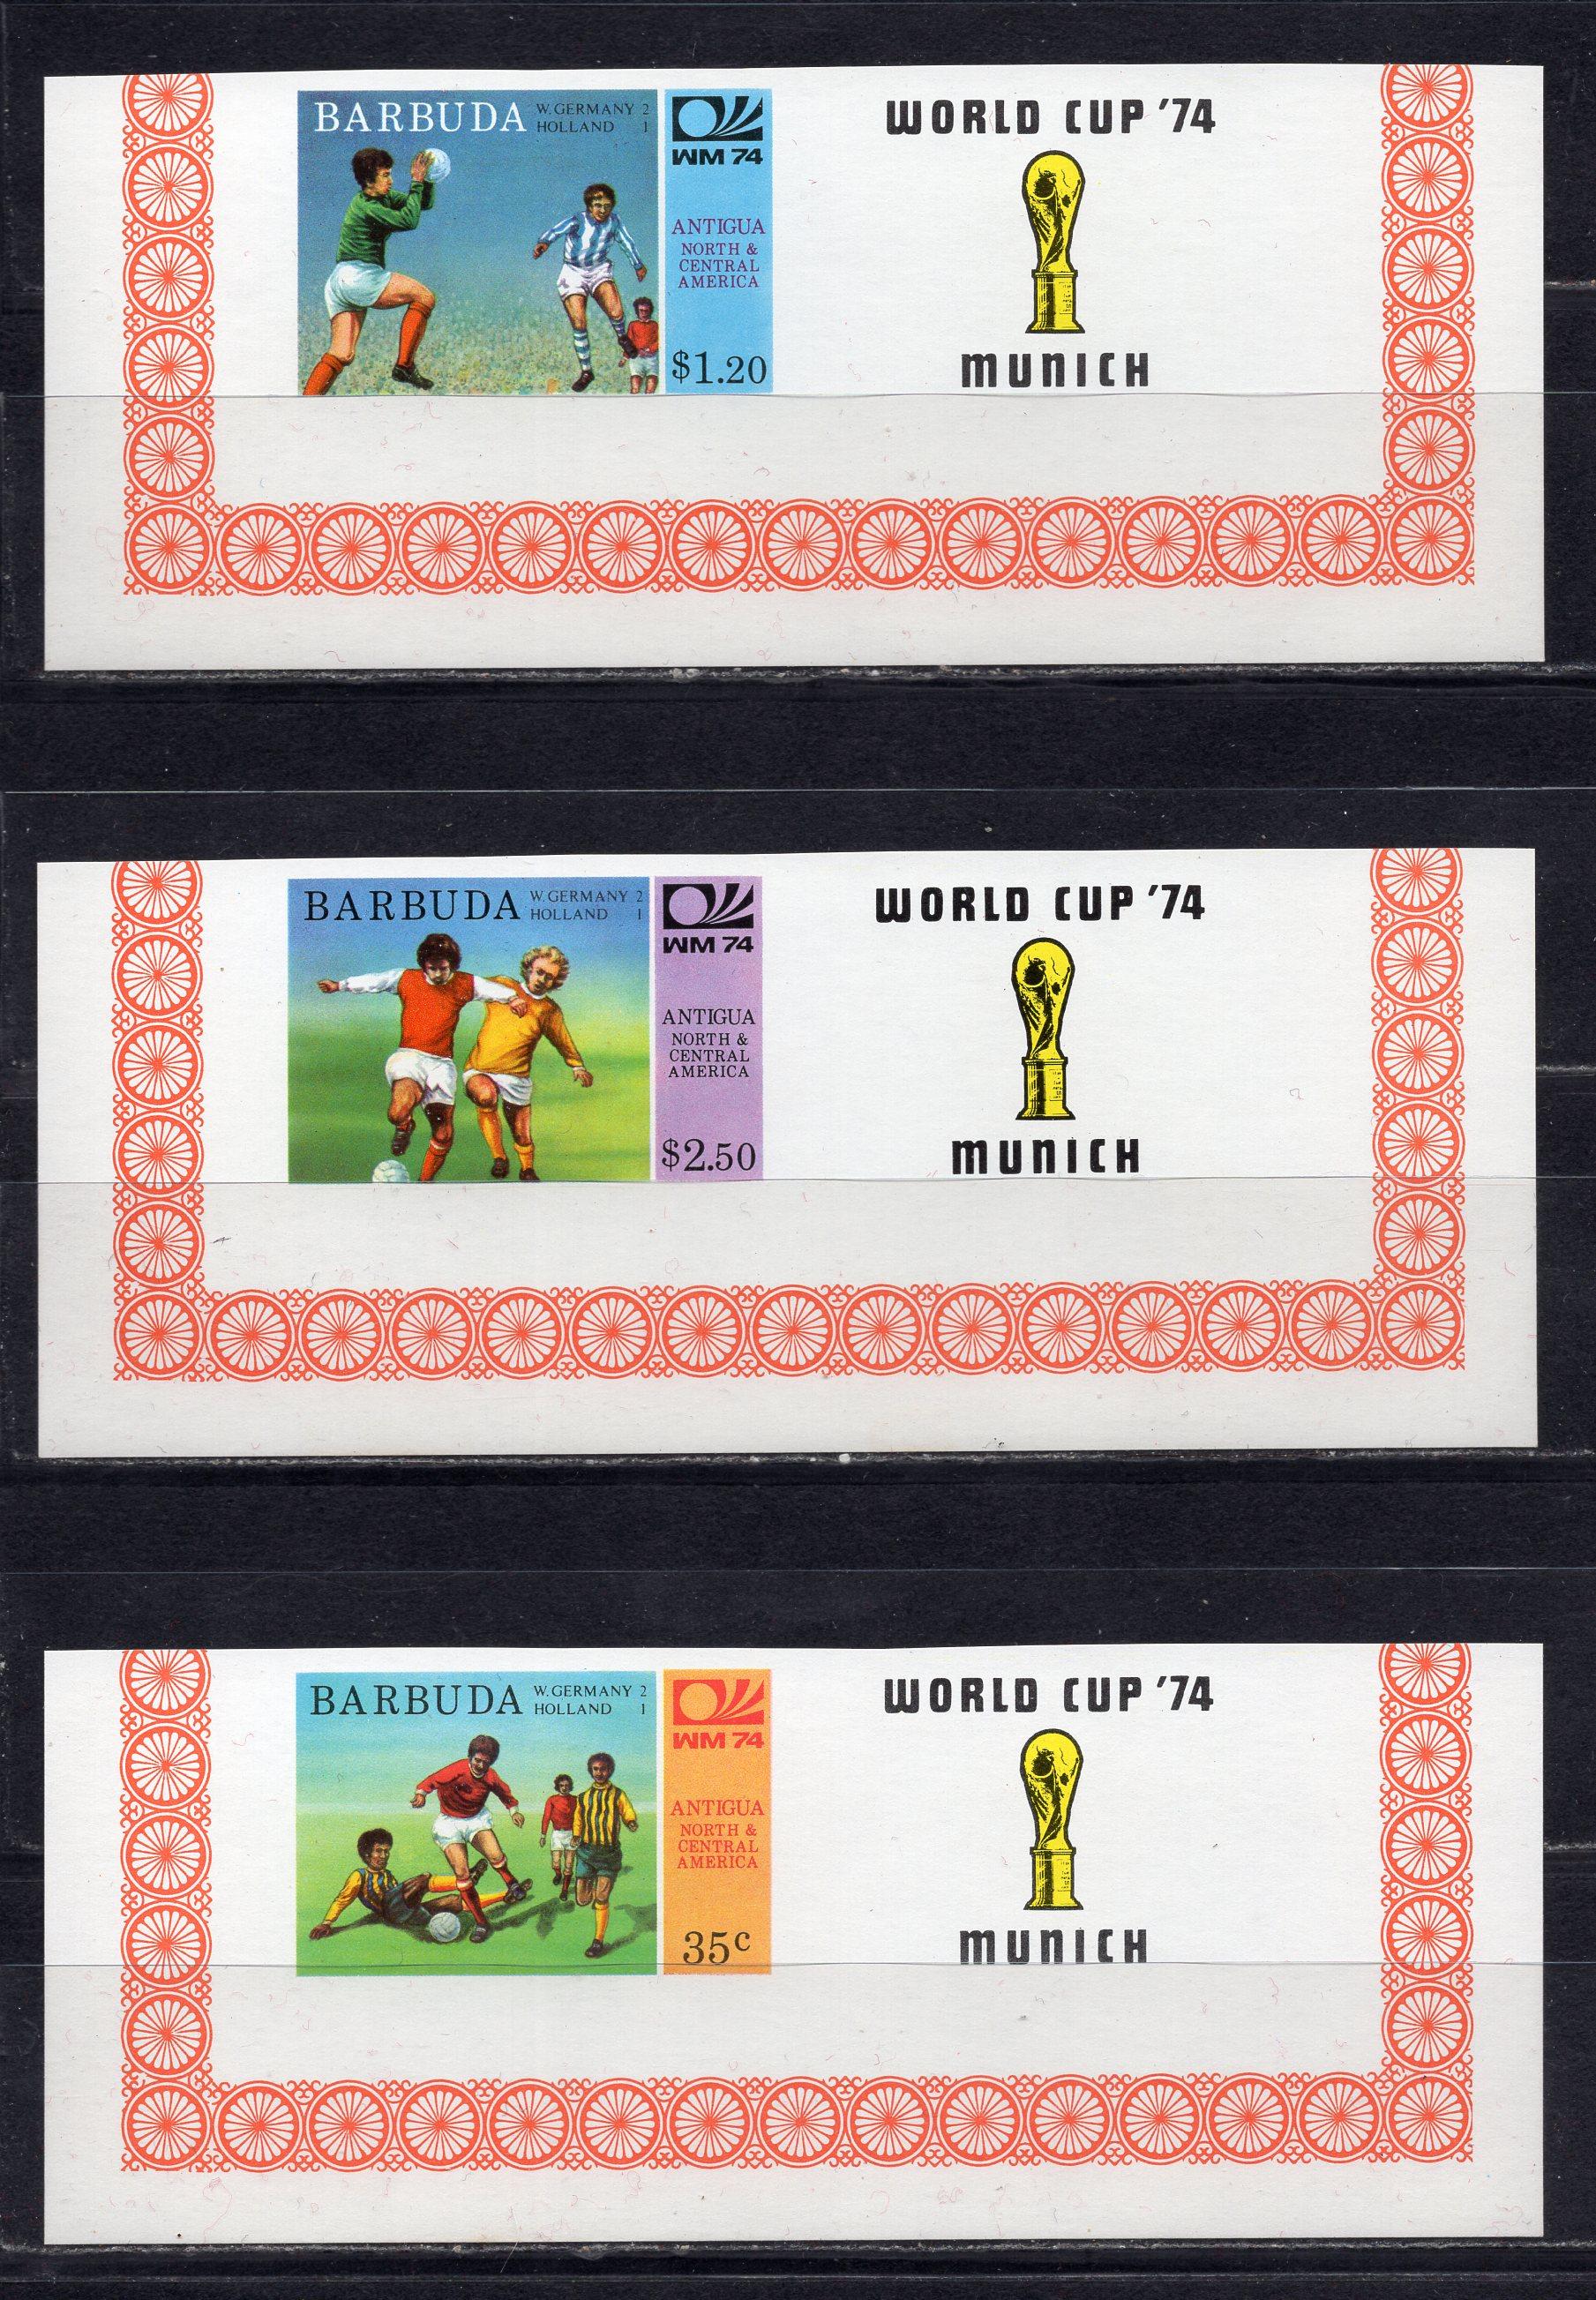 BARBUDA W. GERMANY 2
HOLLAND 1
WM 74
ANTIGUA
NORTH &
CENTRAL
AMERICA
$1.20
WORLD CUP '74
MUNICH
BARBUDA W. GERMANY 2
HOLLAND 1
WM 74
ANTIGUA
NORTH &
CENTRAL
AMERICA
$2.50
WORLD CUP '74
MUNICH
BARBUDA W. GERMANY 2
HOLLAND 1
WM 74
ANTIGUA
NORTH &
CENTRAL
AMERICA
35c
WORLD CUP '74
MUNICH